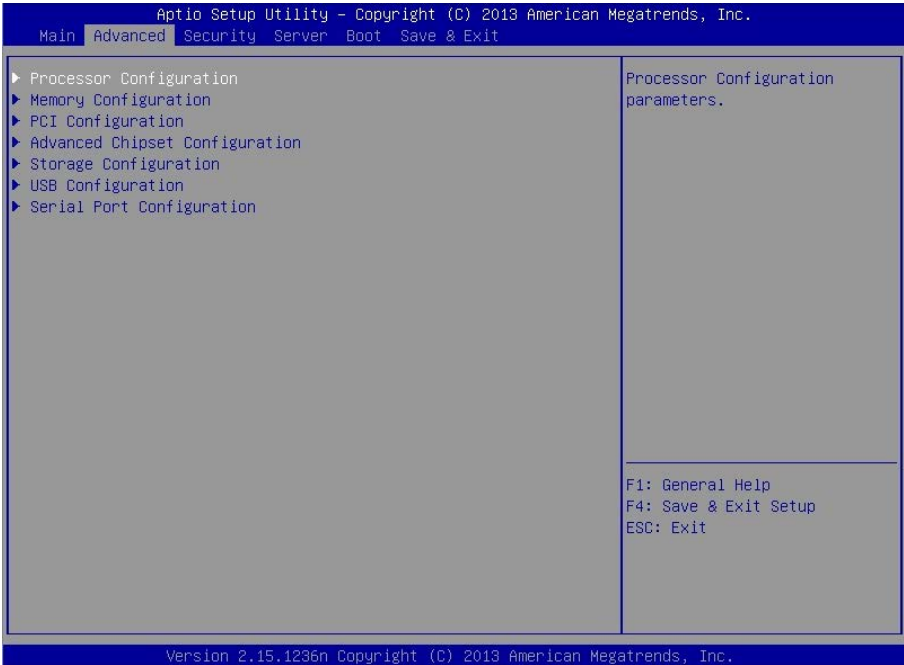 Aptio Setup Utility – Copyright (C) 2013 American Megatrends, Inc.
Main Advanced Security Server Boot Save & Exit
Processor Configuration
Memory Configuration
PCI Configuration
Advanced Chipset Configuration
Storage Configuration
USB Configuration
Serial Port Configuration
Processor Configuration
parameters.
F1: General Help
F4: Save & Exit Setup
ESC: Exit
Version 2.15.1236n Copyright (C) 2013 American Megatrends, Inc.